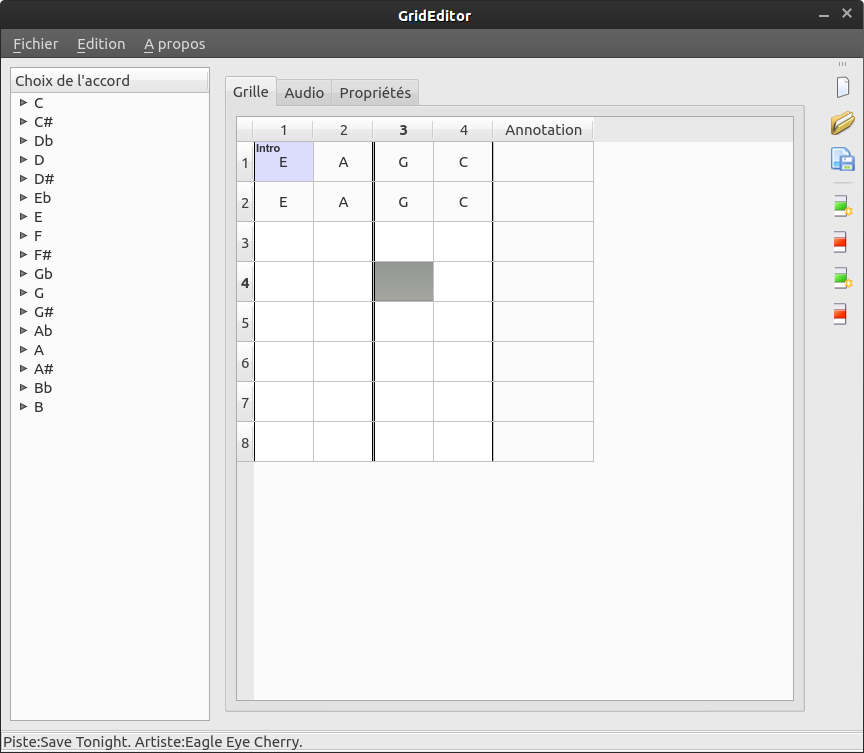 GridEditor
Fichier Edition A propos
Choix de l'accord
C
C#
Db
D
D#
Eb
E
F
F#
Gb
G
G#
Ab
A
A#
Bb
B
Grille Audio Propriétés
1 2 3 4 Annotation
Intro
1 E A G C
2 E A G C
3
4
5
6
7
8
Piste:Save Tonight. Artiste:Eagle Eye Cherry.